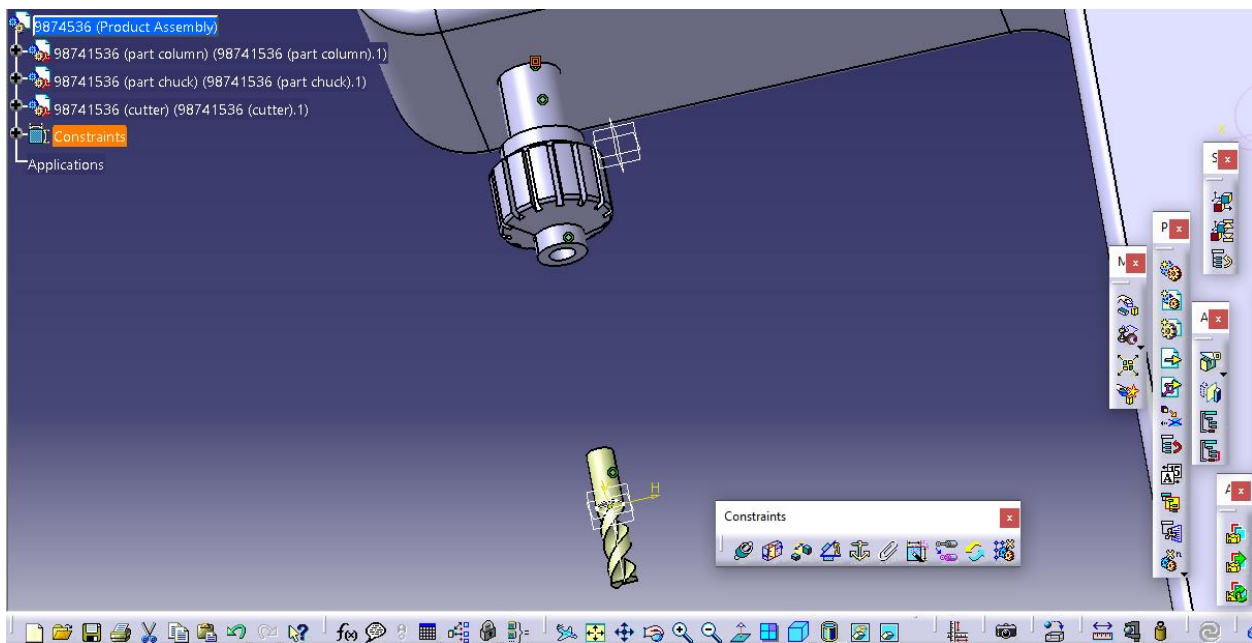 9874536 (Product Assembly)
98741536 (part column) (98741536 (part column).1)
98741536 (part chuck) (98741536 (part chuck).1)
98741536 (cutter) (98741536 (cutter).1)
Constraints
Applications
x
S x
P x
M x
A x
A x
V
H
Constraints x
f(x)